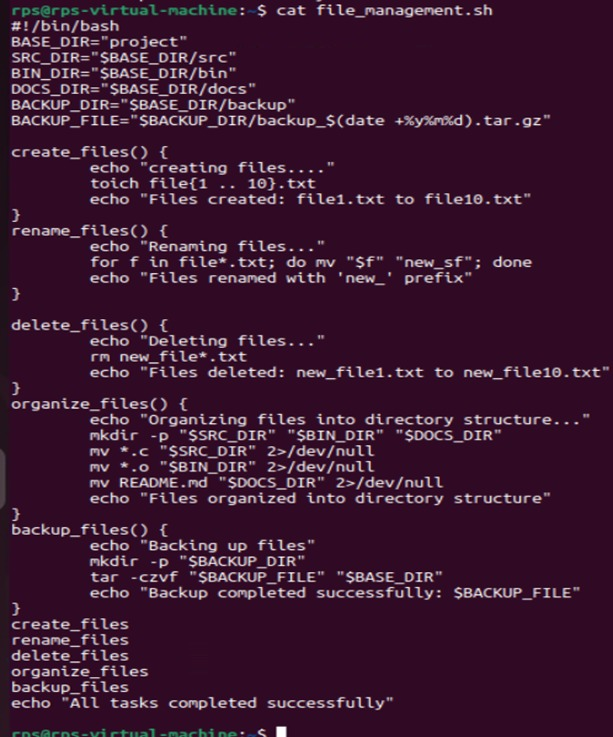 rps@rps-virtual-machine:~$ cat file_management.sh
#!/bin/bash
BASE_DIR="project"
SRC_DIR="$BASE_DIR/src"
BIN_DIR="$BASE_DIR/bin"
DOCS_DIR="$BASE_DIR/docs"
BACKUP_DIR="$BASE_DIR/backup"
BACKUP_FILE="$BACKUP_DIR/backup_$(date +%y%m%d).tar.gz"

create_files() {
        echo "creating files...."
        toich file{1 .. 10}.txt
        echo "Files created: file1.txt to file10.txt"
}
rename_files() {
        echo "Renaming files..."
        for f in file*.txt; do mv "$f" "new_sf"; done
        echo "Files renamed with 'new_' prefix"
}

delete_files() {
        echo "Deleting files..."
        rm new_file*.txt
        echo "Files deleted: new_file1.txt to new_file10.txt"
}
organize_files() {
        echo "Organizing files into directory structure..."
        mkdir -p "$SRC_DIR" "$BIN_DIR" "$DOCS_DIR"
        mv *.c "$SRC_DIR" 2>/dev/null
        mv *.o "$BIN_DIR" 2>/dev/null
        mv README.md "$DOCS_DIR" 2>/dev/null
        echo "Files organized into directory structure"
}
backup_files() {
        echo "Backing up files"
        mkdir -p "$BACKUP_DIR"
        tar -czvf "$BACKUP_FILE" "$BASE_DIR"
        echo "Backup completed successfully: $BACKUP_FILE"
}
create_files
rename_files
delete_files
organize_files
backup_files
echo "All tasks completed successfully"

rps@rps-virtual-machine:~$